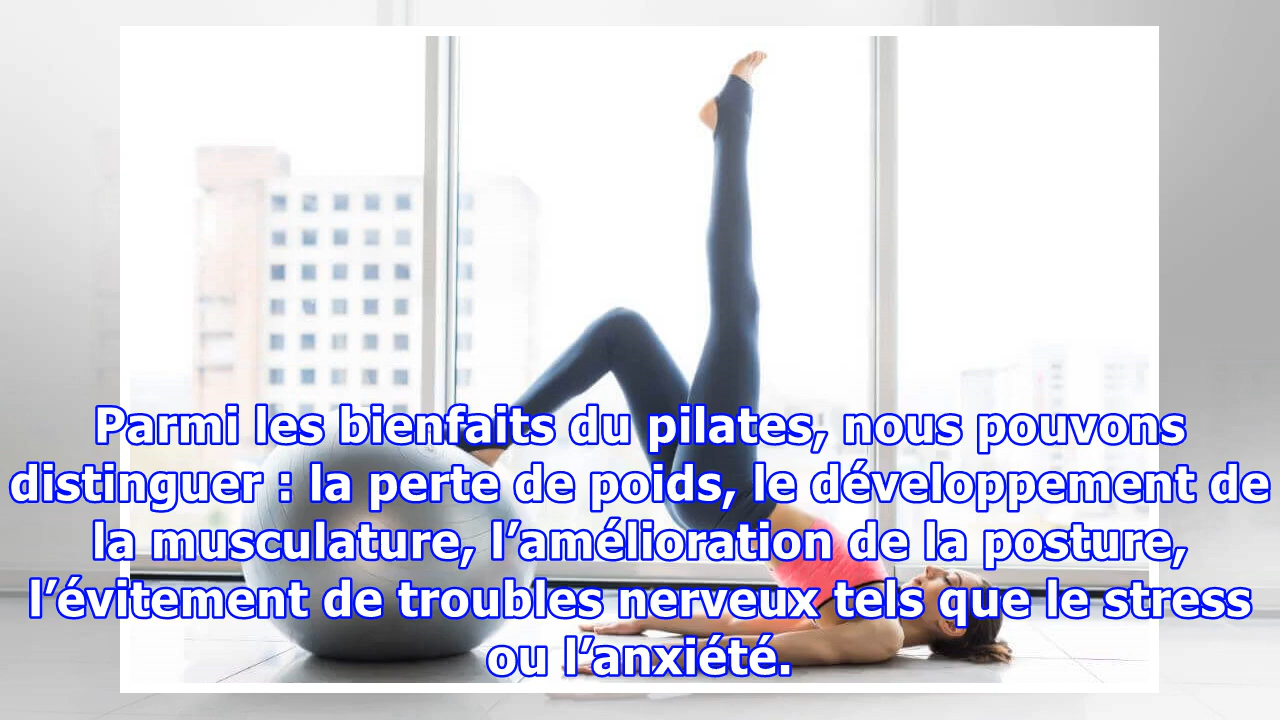 Parmi les bienfaits du pilates, nous pouvons
distinguer : la perte de poids, le développement de
la musculature, l’amélioration de la posture,
l’évitement de troubles nerveux tels que le stress
ou l’anxiété.